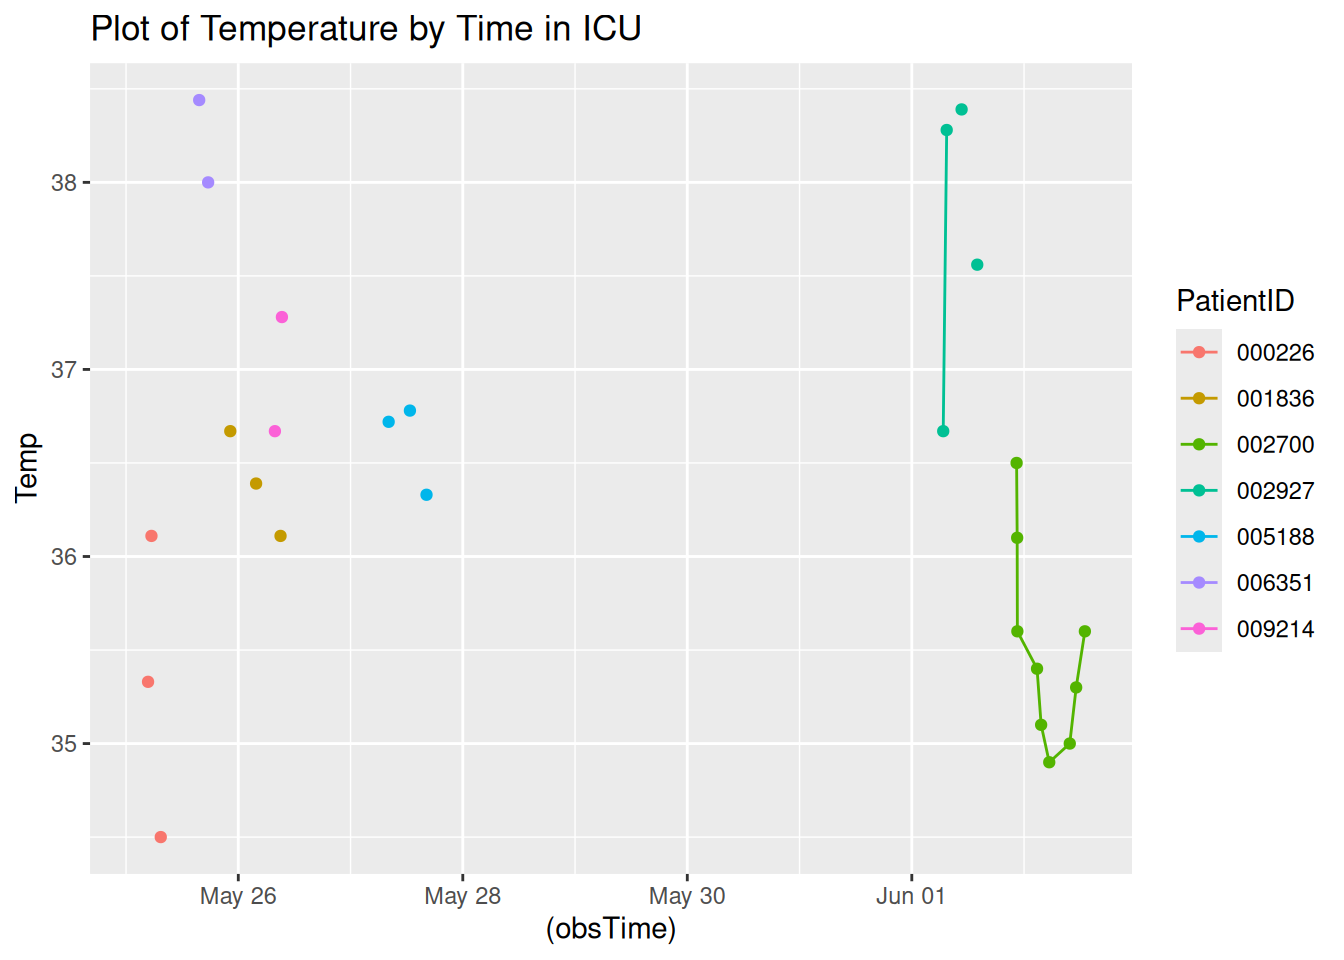 Plot of Temperature by Time in ICU
38
37
36
35
Temp
May 26
May 28
May 30
Jun 01
(obsTime)
PatientID
000226
001836
002700
002927
005188
006351
009214